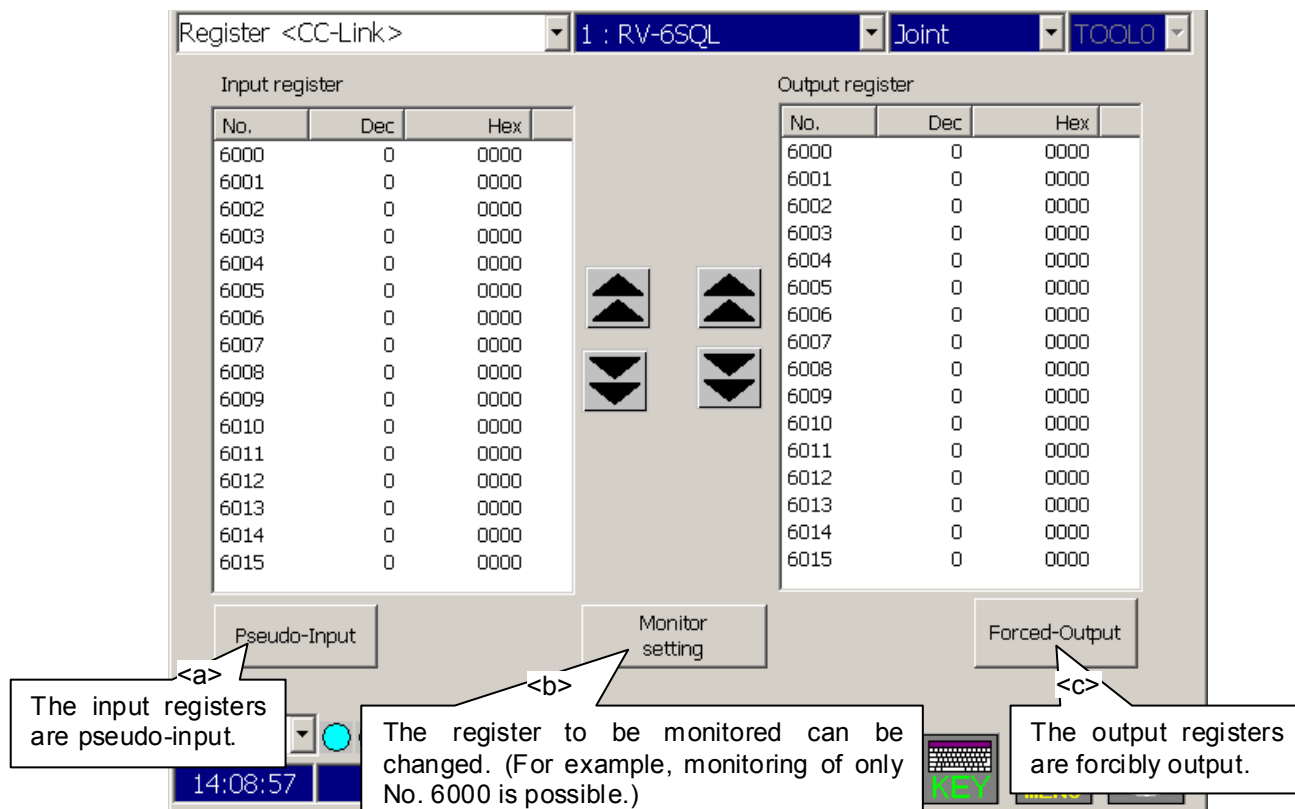 Register <CC-Link> 1 : RV-6SQL Joint TOOL0
Input register Output register
No. Dec Hex No. Dec Hex
6000 0 0000 6000 0 0000
6001 0 0000 6001 0 0000
6002 0 0000 6002 0 0000
6003 0 0000 6003 0 0000
6004 0 0000 6004 0 0000
6005 0 0000 6005 0 0000
6006 0 0000 6006 0 0000
6007 0 0000 6007 0 0000
6008 0 0000 6008 0 0000
6009 0 0000 6009 0 0000
6010 0 0000 6010 0 0000
6011 0 0000 6011 0 0000
6012 0 0000 6012 0 0000
6013 0 0000 6013 0 0000
6014 0 0000 6014 0 0000
6015 0 0000 6015 0 0000
Pseudo-Input
Monitor
setting
Forced-Output
<a>
The input registers
are pseudo-input.
<b>
The register to be monitored can be
changed. (For example, monitoring of only
No. 6000 is possible.)
<c>
The output registers
are forcibly output.
14:08:57
KEY